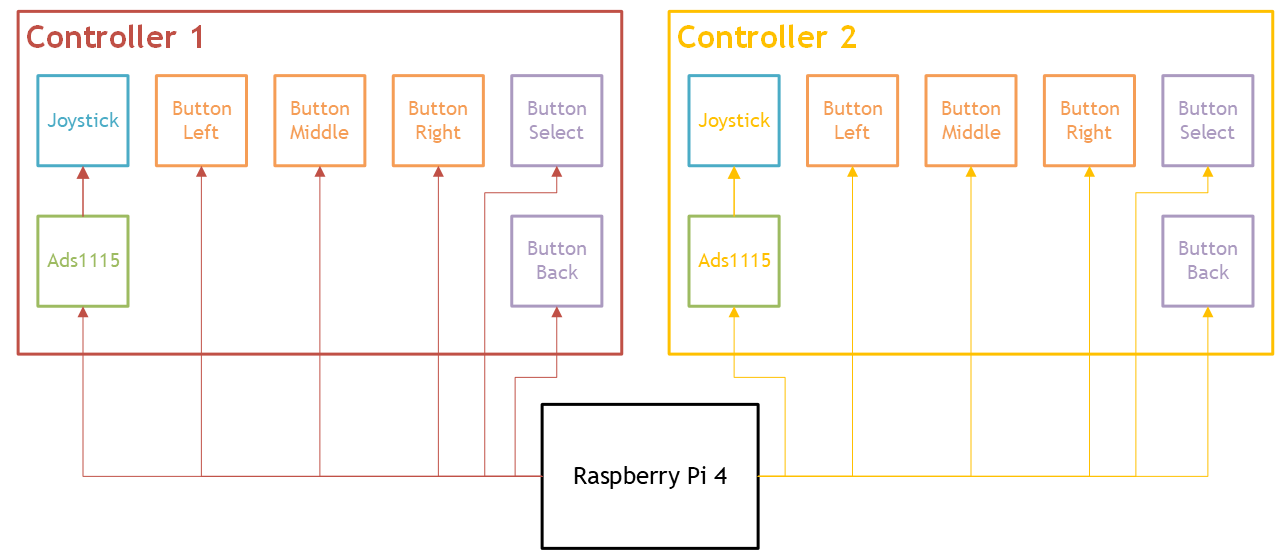 Controller 1
Joystick
Button
Left
Button
Middle
Button
Right
Button
Select
Ads1115
Button
Back
Controller 2
Joystick
Button
Left
Button
Middle
Button
Right
Button
Select
Ads1115
Button
Back
Raspberry Pi 4